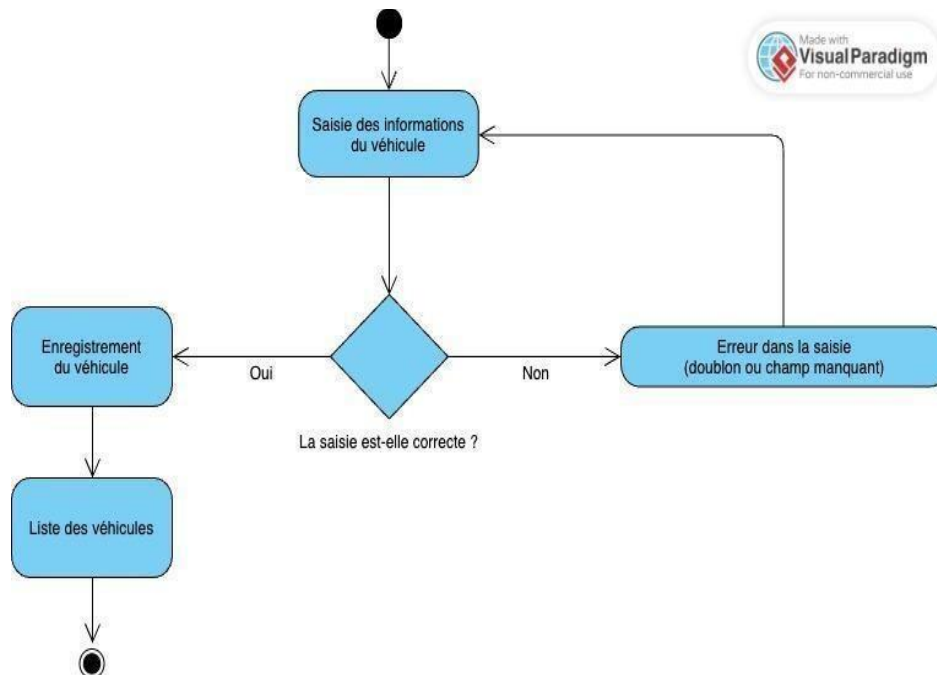 Made with
Visual Paradigm
For non-commercial use
Saisie des informations
du véhicule
Enregistrement
du véhicule
Oui
Non
Erreur dans la saisie
(doublon ou champ manquant)
La saisie est-elle correcte ?
Liste des véhicules